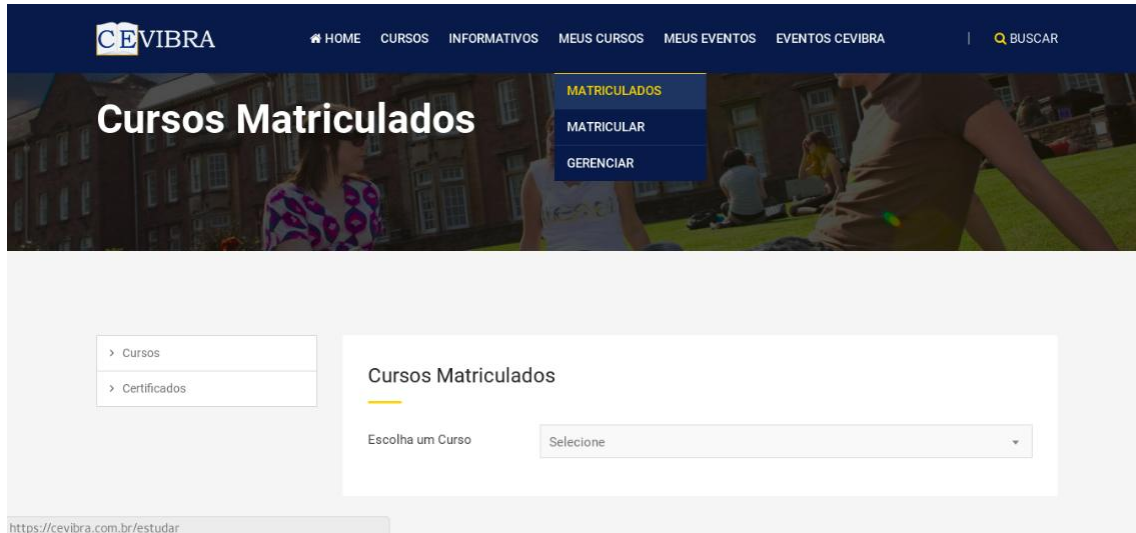 CEVIBRA
HOME CURSOS INFORMATIVOS MEUS CURSOS MEUS EVENTOS EVENTOS CEVIBRA | BUSCAR
MATRICULADOS
MATRICULAR
GERENCIAR
Cursos Matriculados
> Cursos
> Certificados
Cursos Matriculados
Escolha um Curso Selecione
https://cevibra.com.br/estudar